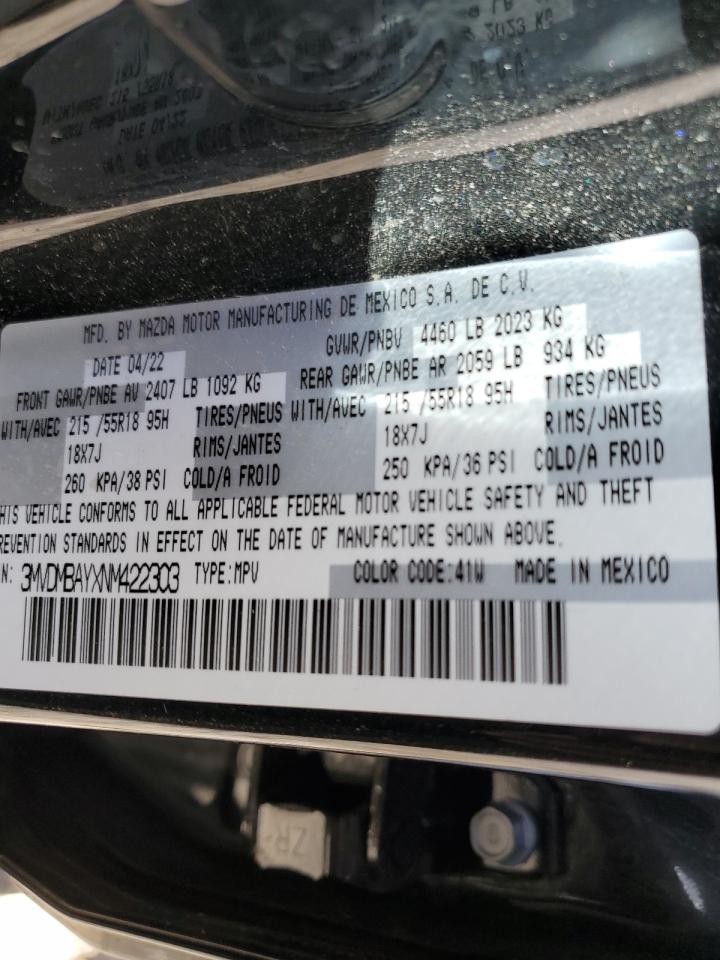 MFD. BY MAZDA MOTOR MANUFACTURING DE MEXICO S.A. DE C.V.
DATE 04/22 GVWR/PNBV 4460 LB 2023 KG
FRONT GAWR/PNBE AV 2407 LB 1092 KG REAR GAWR/PNBE AR 2059 LB 934 KG
WITH/AVEC 215 /55R18 95H TIRES/PNEUS WITH/AVEC 215 /55R18 95H TIRES/PNEUS
18X7J RIMS/JANTES 18X7J RIMS/JANTES
260 KPA/38 PSI COLD/A FROID 250 KPA/36 PSI COLD/A FROID
HIS VEHICLE CONFORMS TO ALL APPLICABLE FEDERAL MOTOR VEHICLE SAFETY AND THEFT
REVENTION STANDARDS IN EFFECT ON THE DATE OF MANUFACTURE SHOWN ABOVE.
N: 3MVDMBAYXNM422303 TYPE:MPV COLOR CODE:41W MADE IN MEXICO
ZR